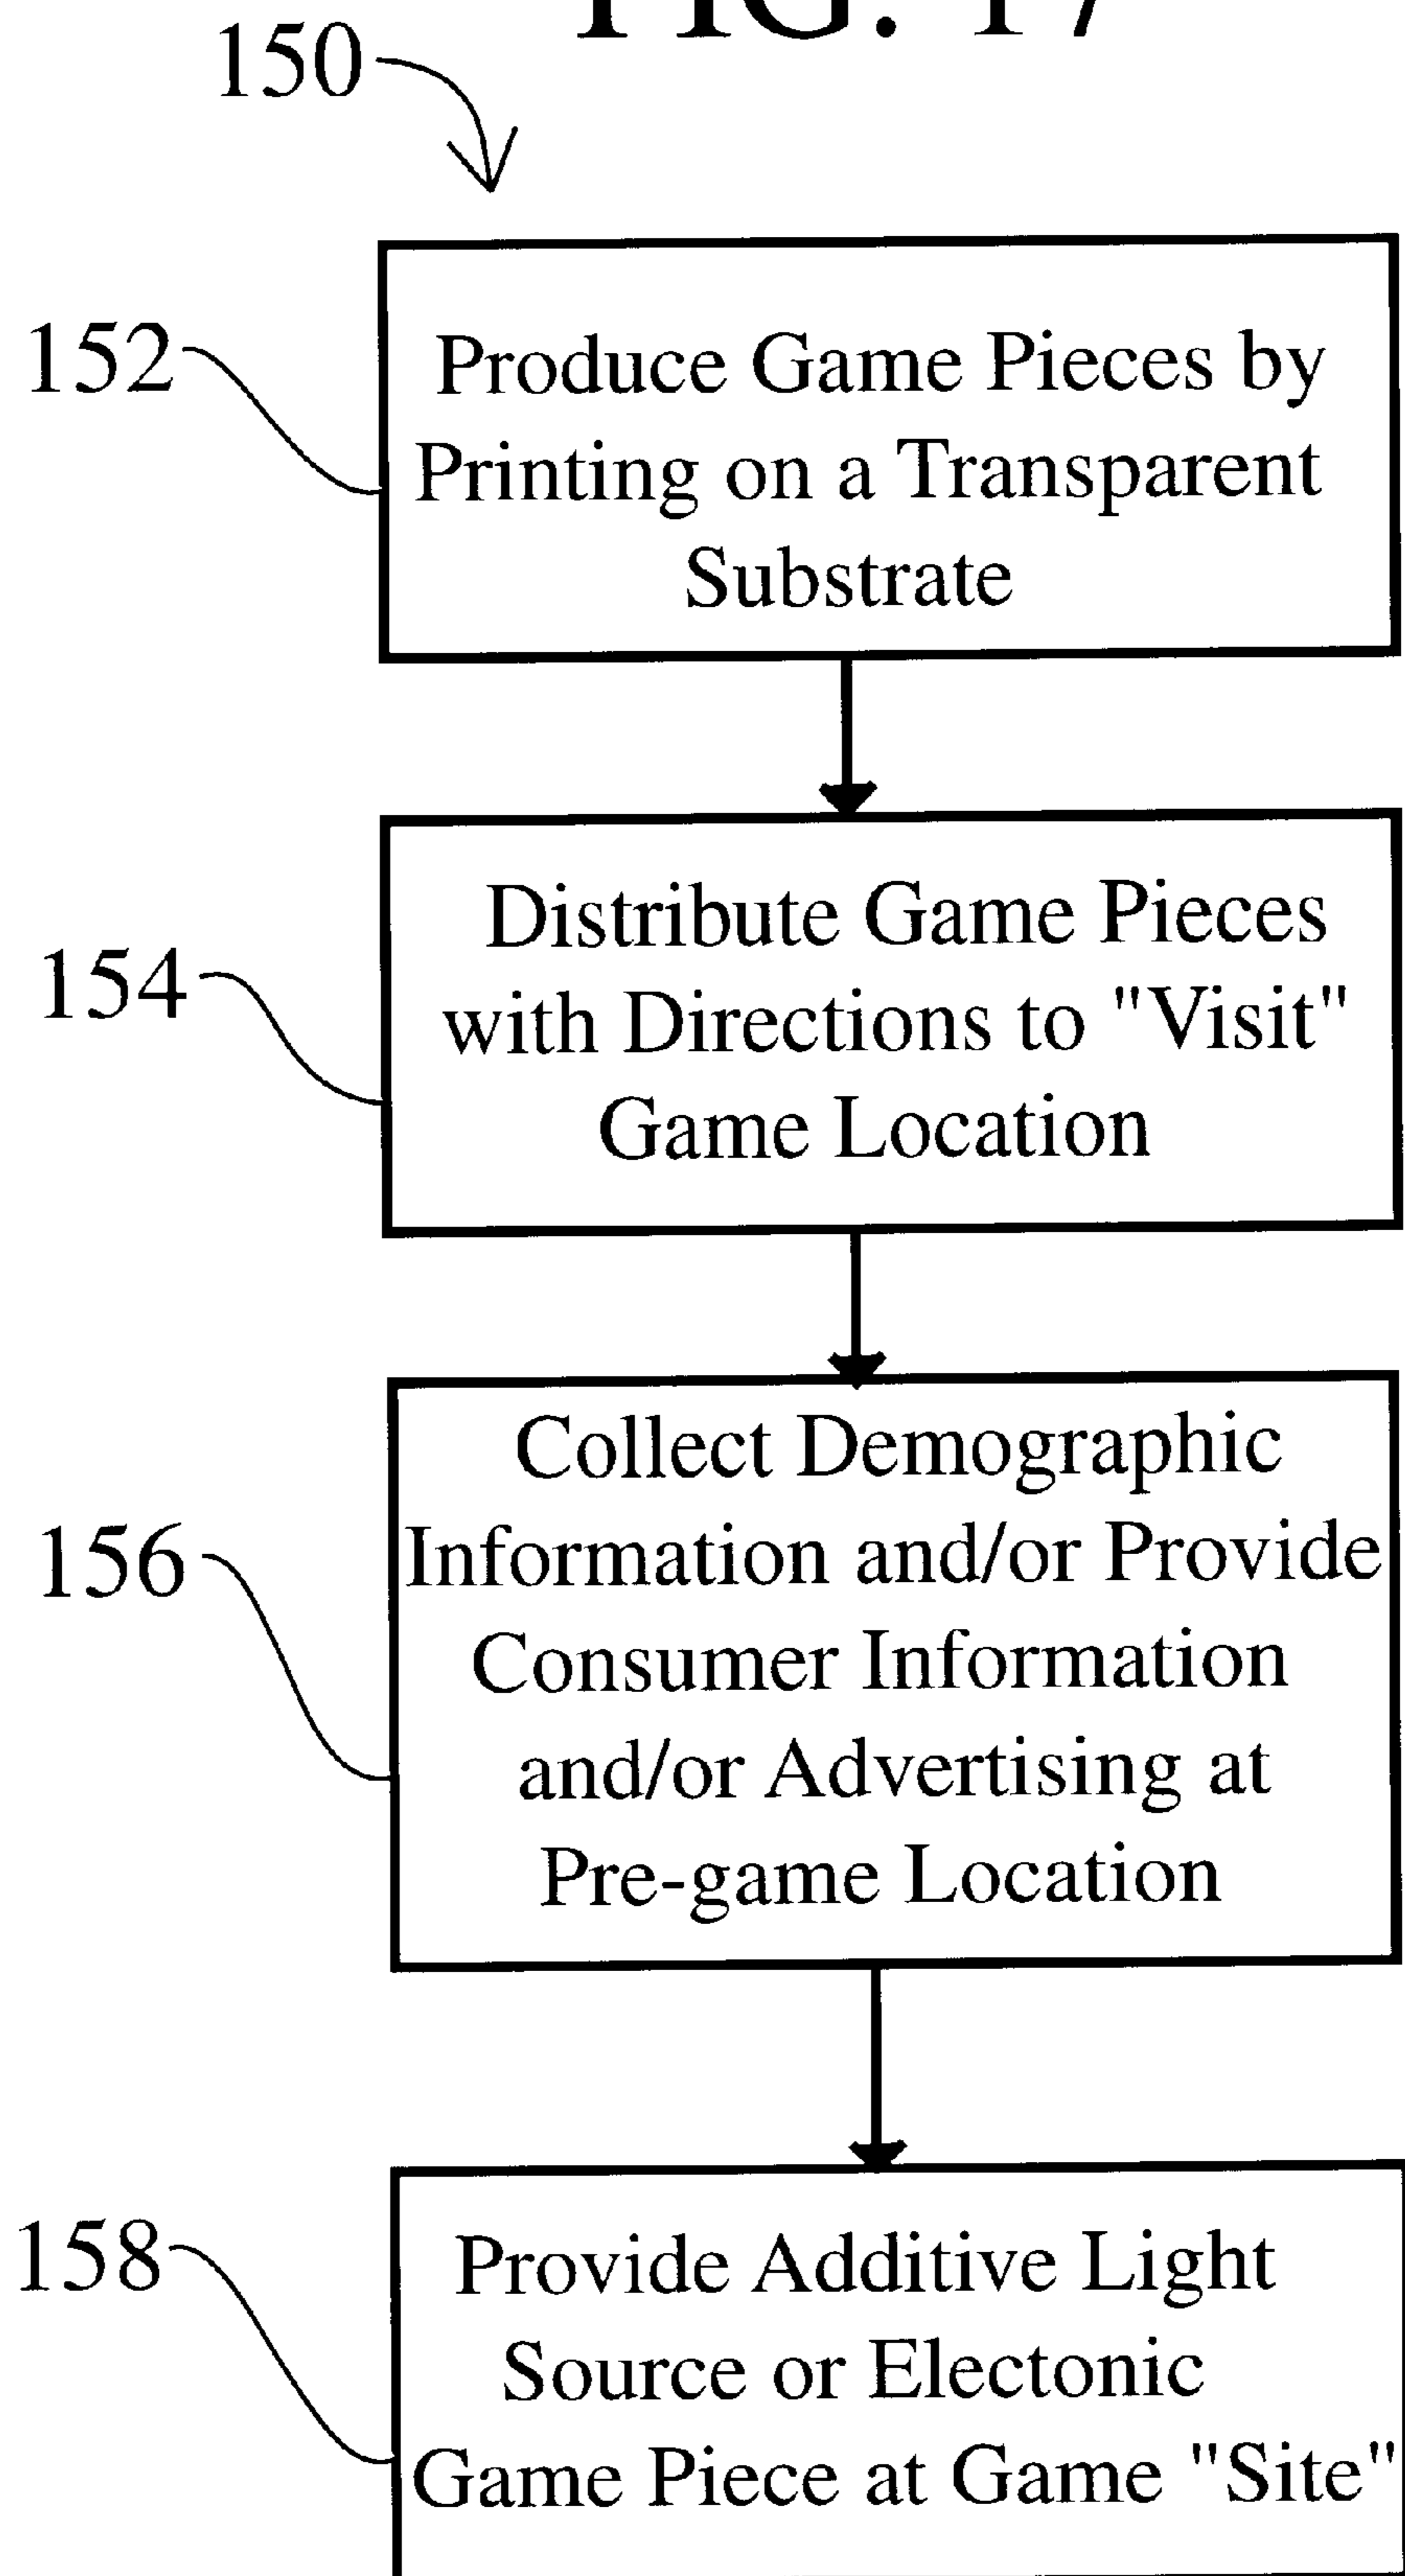 FIG. 17
150
152
Produce Game Pieces by
Printing on a Transparent
Substrate
154
Distribute Game Pieces
with Directions to "Visit"
Game Location
156
Collect Demographic
Information and/or Provide
Consumer Information
and/or Advertising at
Pre-game Location
158
Provide Additive Light
Source or Electonic
Game Piece at Game "Site"